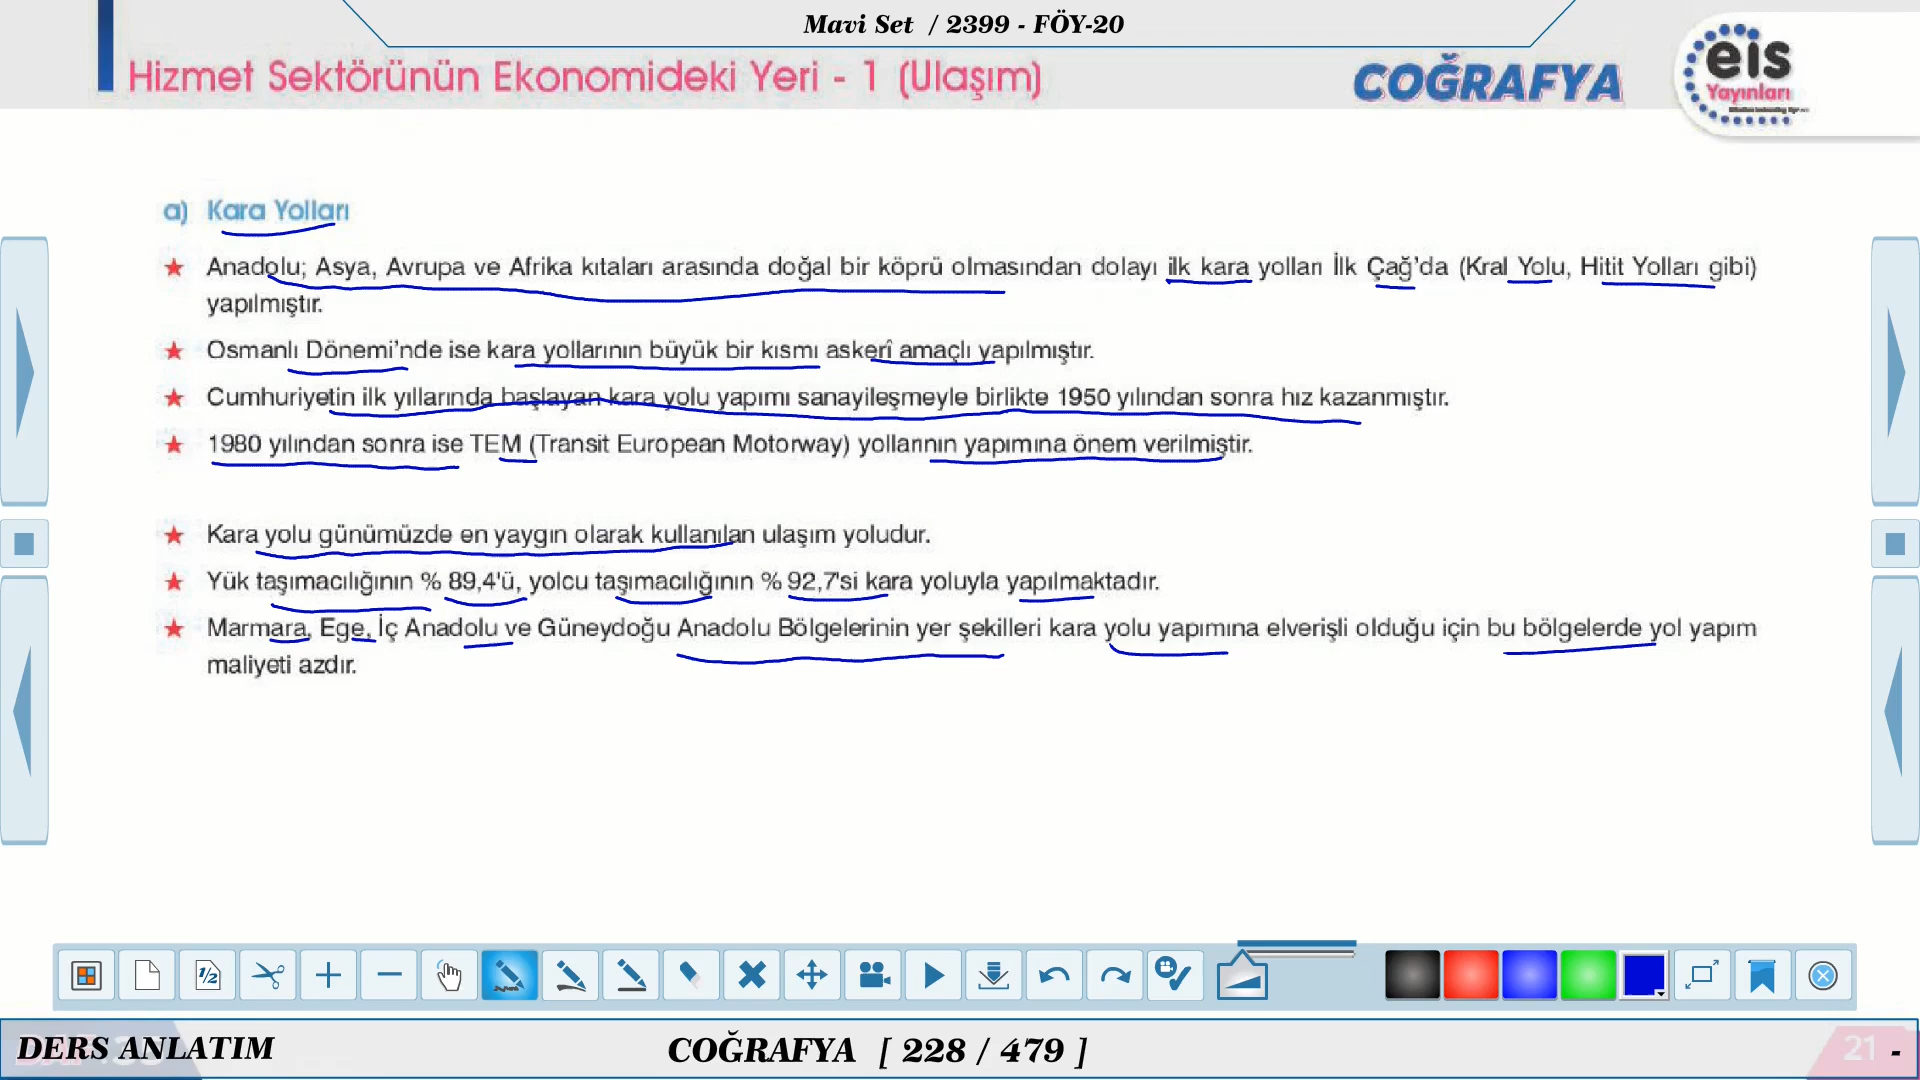 Mavi Set / 2399 - FÖY-20
Hizmet Sektörünün Ekonomideki Yeri - 1 (Ulaşım)
COĞRAFYA
eis
Yayınları
a) Kara Yolları
★ Anadolu; Asya, Avrupa ve Afrika kıtaları arasında doğal bir köprü olmasından dolayı ilk kara yolları İlk Çağ'da (Kral Yolu, Hitit Yolları gibi)
yapılmıştır.
★ Osmanlı Dönemi'nde ise kara yollarının büyük bir kısmı askerî amaçlı yapılmıştır.
★ Cumhuriyetin ilk yıllarında başlayan kara yolu yapımı sanayileşmeyle birlikte 1950 yılından sonra hız kazanmıştır.
★ 1980 yılından sonra ise TEM (Transit European Motorway) yollarının yapımına önem verilmiştir.
★ Kara yolu günümüzde en yaygın olarak kullanılan ulaşım yoludur.
★ Yük taşımacılığının % 89,4'ü, yolcu taşımacılığının % 92,7'si kara yoluyla yapılmaktadır.
★ Marmara, Ege, İç Anadolu ve Güneydoğu Anadolu Bölgelerinin yer şekilleri kara yolu yapımına elverişli olduğu için bu bölgelerde yol yapım
maliyeti azdır.
1/2
DERS ANLATIM
COĞRAFYA [ 228 / 479 ]
21 -